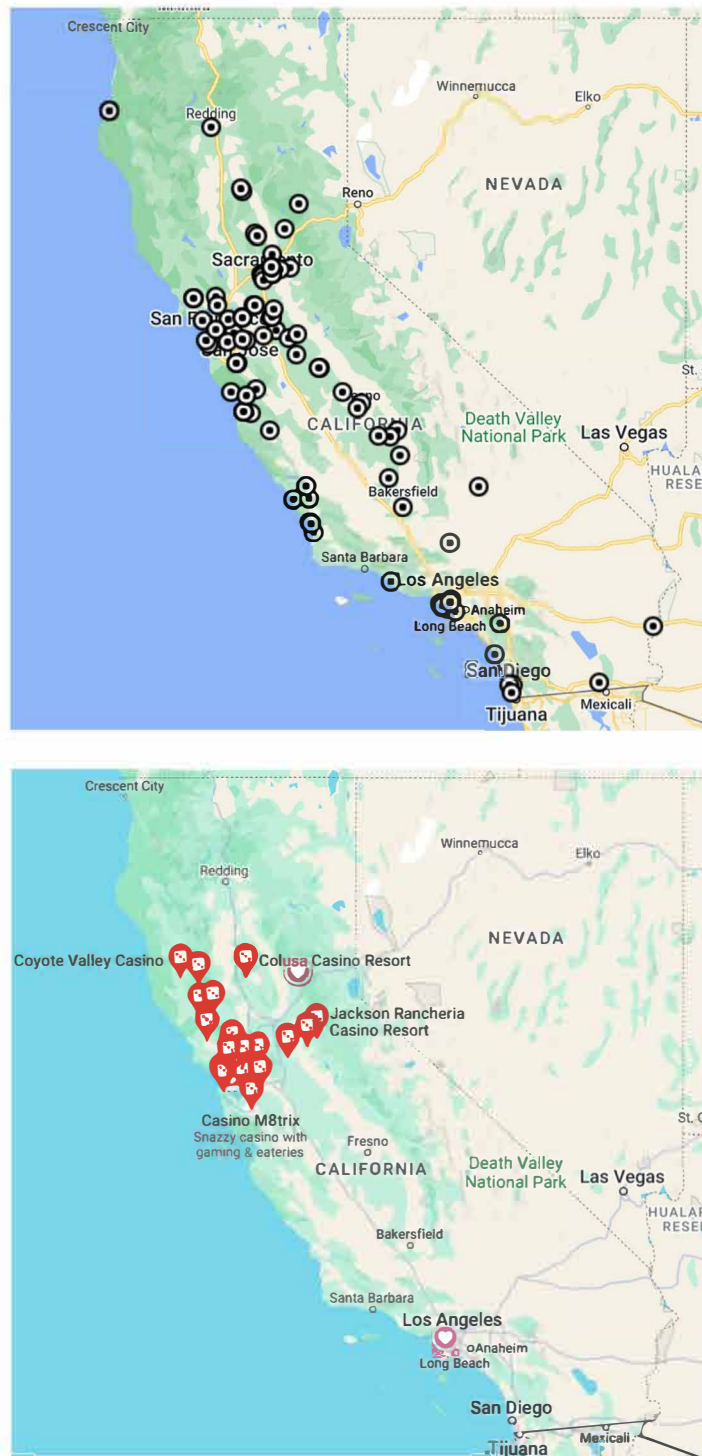 Crescent City
Redding
Winnemucca
Elko
NEVADA
Reno
Sacramento
San Francisco
San Jose
St.
Fresno
CALIFORNIA
Death Valley
National Park
Las Vegas
HUALA
RESE
Bakersfield
Santa Barbara
Los Angeles
Anaheim
Long Beach
San Diego
Mexicali
Tijuana
Crescent City
Winnemucca
Elko
Redding
NEVADA
Coyote Valley Casino
Colusa Casino Resort
Jackson Rancheria
Casino Resort
Casino M8trix
Snazzy casino with
gaming & eateries
St. G
Fresno
CALIFORNIA
Death Valley
National Park
Las Vegas
HUALAP
RESER
Bakersfield
Santa Barbara
Los Angeles
Anaheim
Long Beach
San Diego
Mexicali
Tijuana